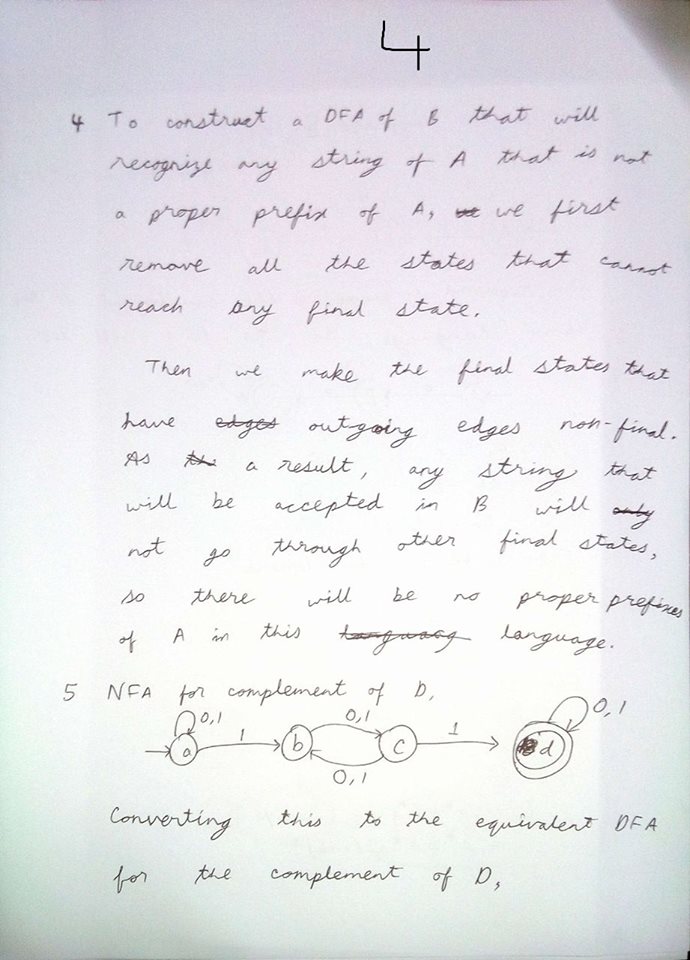 4
4 To construct a DFA of B that will
recognize any string of A that is not
a proper prefix of A, we first
remove all the states that cannot
reach any final state.
Then we make the final states that
have edges outgoing edges non-final.
As the a result, any string that
will be accepted in B will only
not go through other final states,
so there will be no proper prefixes
of A in this language.
5 NFA for complement of D,
0,1 0,1 0,1
1 1
a b c d
0,1
Converting this to the equivalent DFA
for the complement of D,